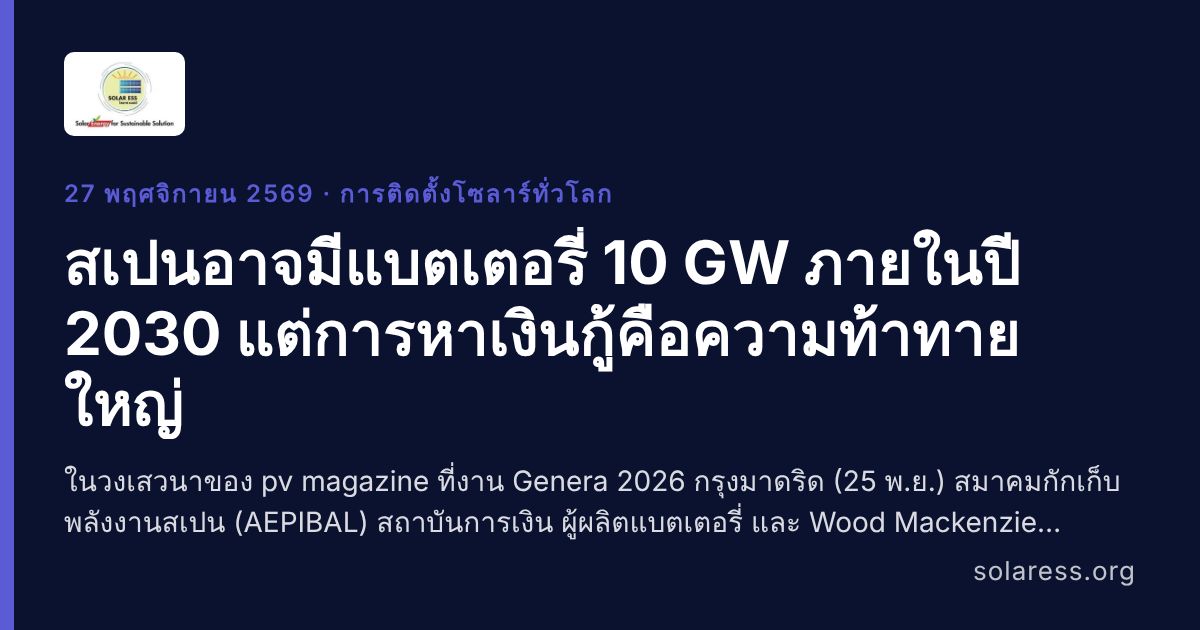 SOLAR ESS
Solar Energy for Sustainable Solution
27 พฤศจิกายน 2569 · การติดตั้งโซลาร์ทั่วโลก
สเปนอาจมีแบตเตอรี่ 10 GW ภายในปี
2030 แต่การหาเงินกู้คือความท้าทาย
ใหญ่
ในวงเสวนาของ pv magazine ที่งาน Genera 2026 กรุงมาดริด (25 พ.ย.) สมาคมกักเก็บ
พลังงานสเปน (AEPIBAL) สถาบันการเงิน ผู้ผลิตแบตเตอรี่ และ Wood Mackenzie…
solaress.org